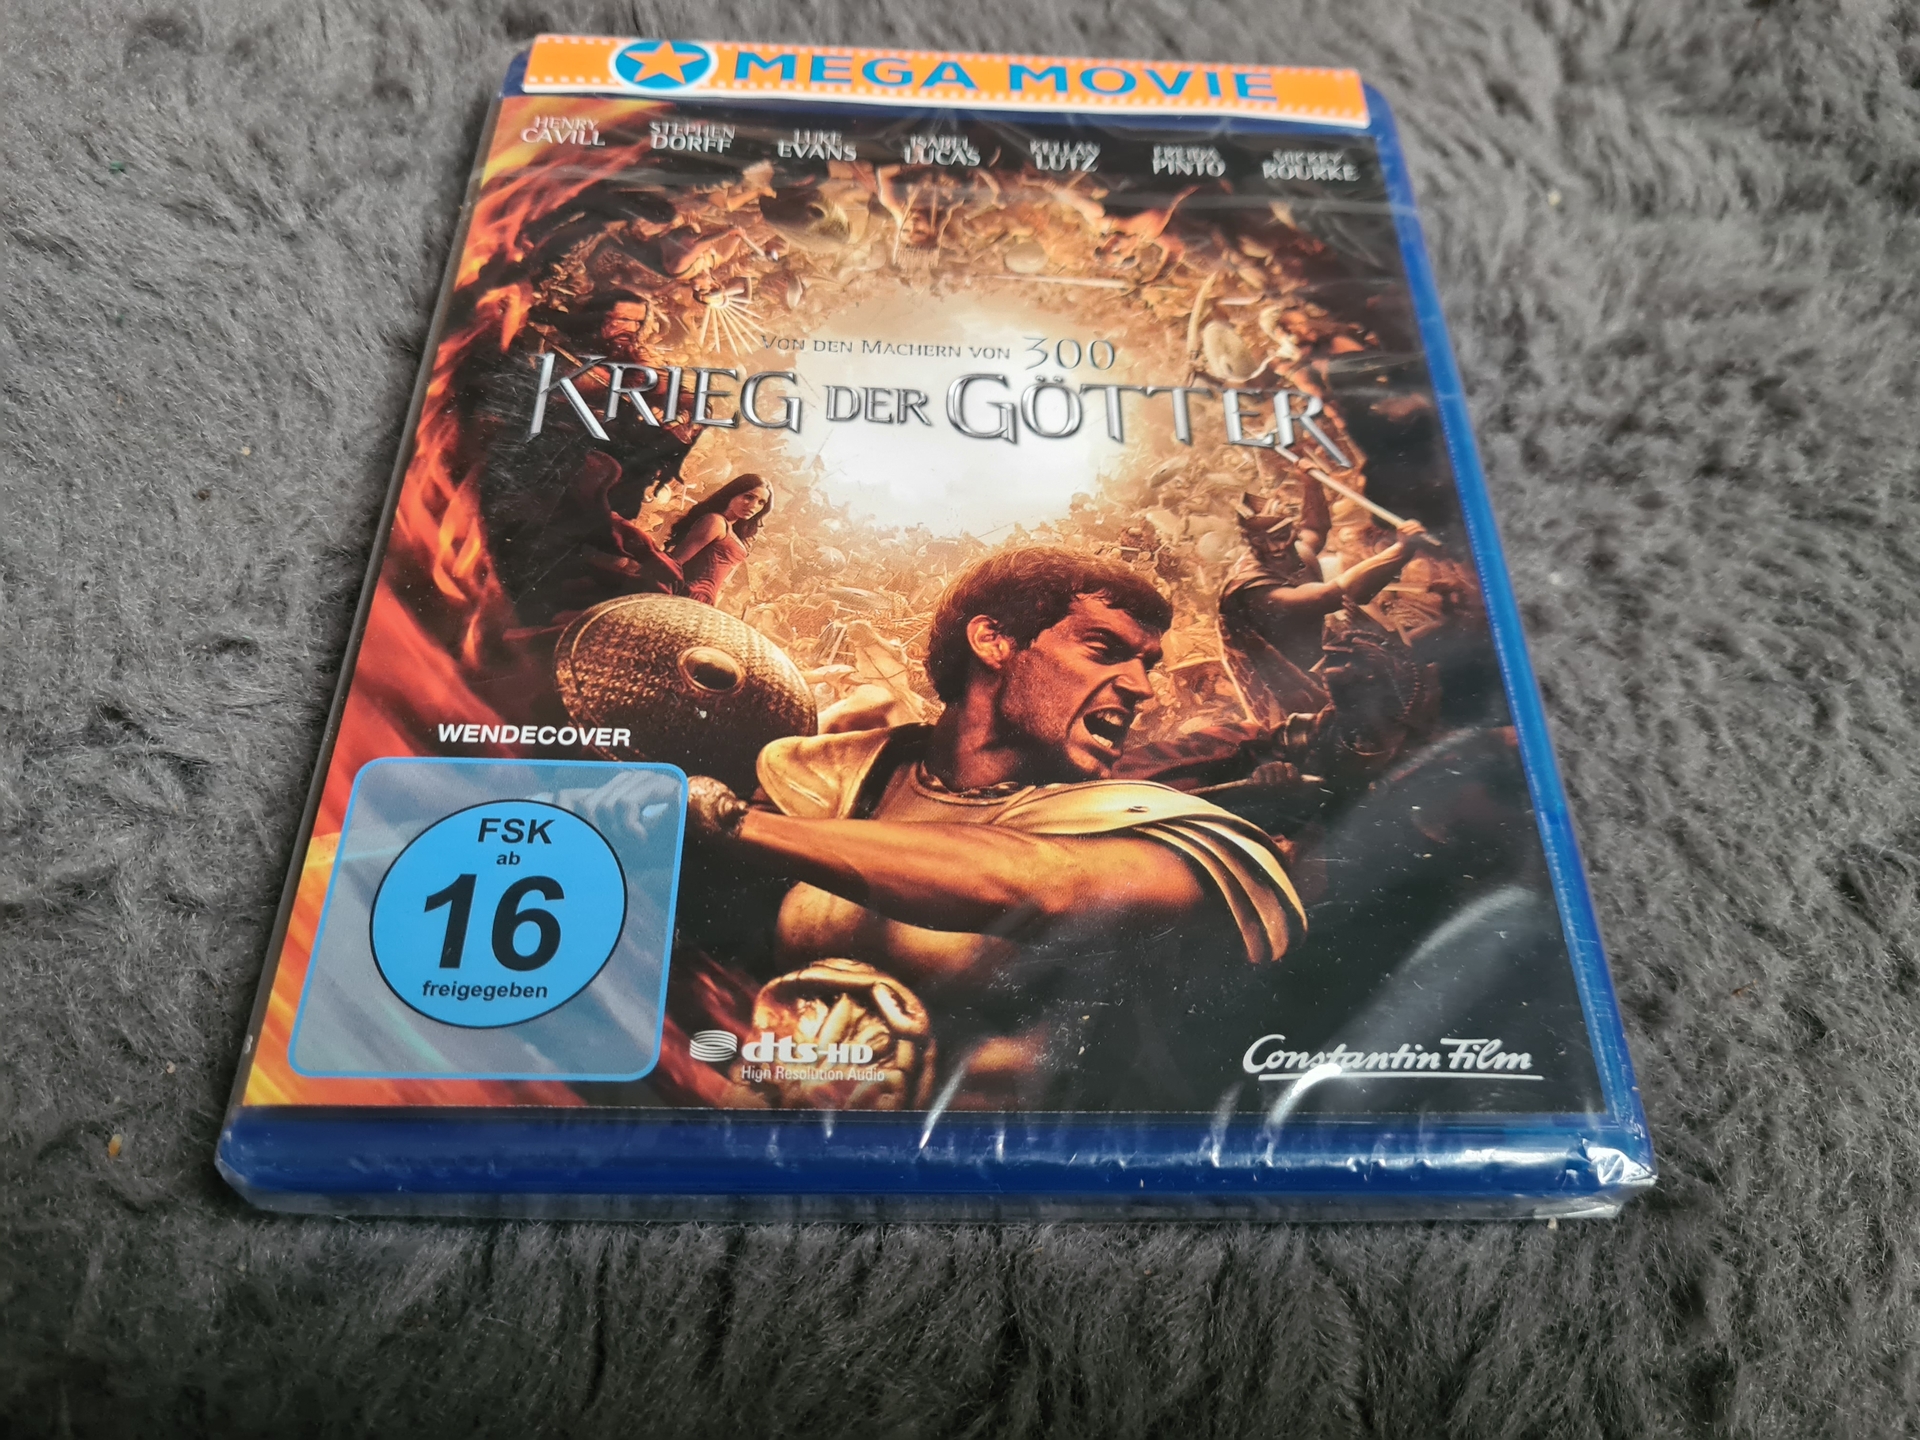 MEGA MOVIE
HENRY CAVILL
STEPHEN DORFF
LUKE EVANS
ISABEL LUCAS
KELLAN LUTZ
FREIDA PINTO
MICKEY ROURKE
VON DEN MACHERN VON 300
KRIEG DER GÖTTER
WENDECOVER
FSK
ab
16
freigegeben
dts-HD
High Resolution Audio
Constantin Film